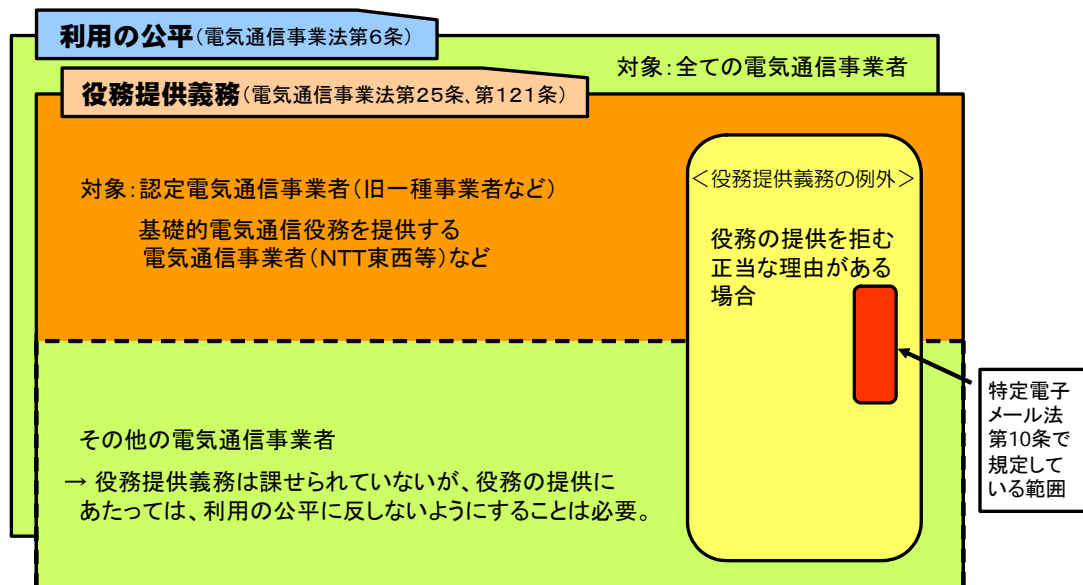 利用の公平(電気通信事業法第6条)
対象:全ての電気通信事業者
役務提供義務(電気通信事業法第25条、第121条)
対象:認定電気通信事業者(旧一種事業者など)
基礎的電気通信役務を提供する
電気通信事業者(NTT東西等)など
<役務提供義務の例外>
役務の提供を拒む
正当な理由がある
場合
特定電子
メール法
第10条で
規定して
いる範囲
その他の電気通信事業者
→ 役務提供義務は課せられていないが、役務の提供に
あたっては、利用の公平に反しないようにすることは必要。